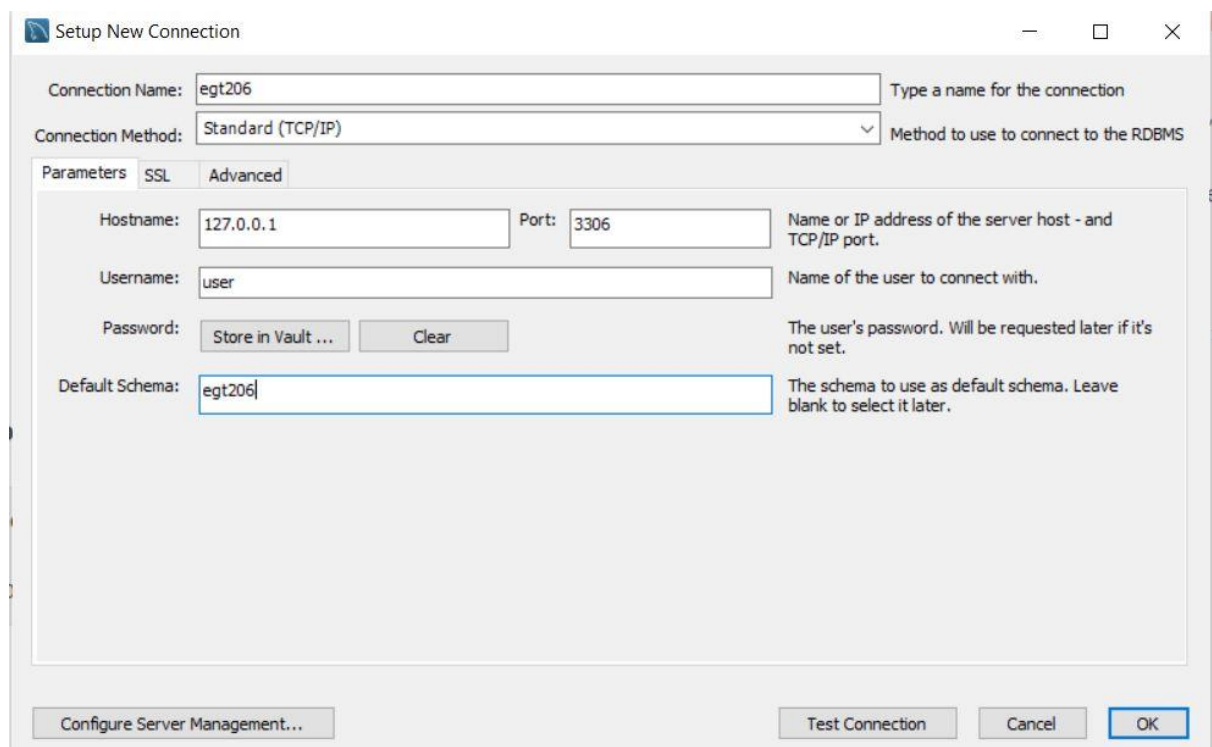 Setup New Connection
Connection Name: egt206 Type a name for the connection
Connection Method: Standard (TCP/IP) Method to use to connect to the RDBMS
Parameters SSL Advanced
Hostname: 127.0.0.1 Port: 3306 Name or IP address of the server host - and
TCP/IP port.
Username: user Name of the user to connect with.
Password: Store in Vault ... Clear The user's password. Will be requested later if it's
not set.
Default Schema: egt206 The schema to use as default schema. Leave
blank to select it later.
Configure Server Management... Test Connection Cancel OK